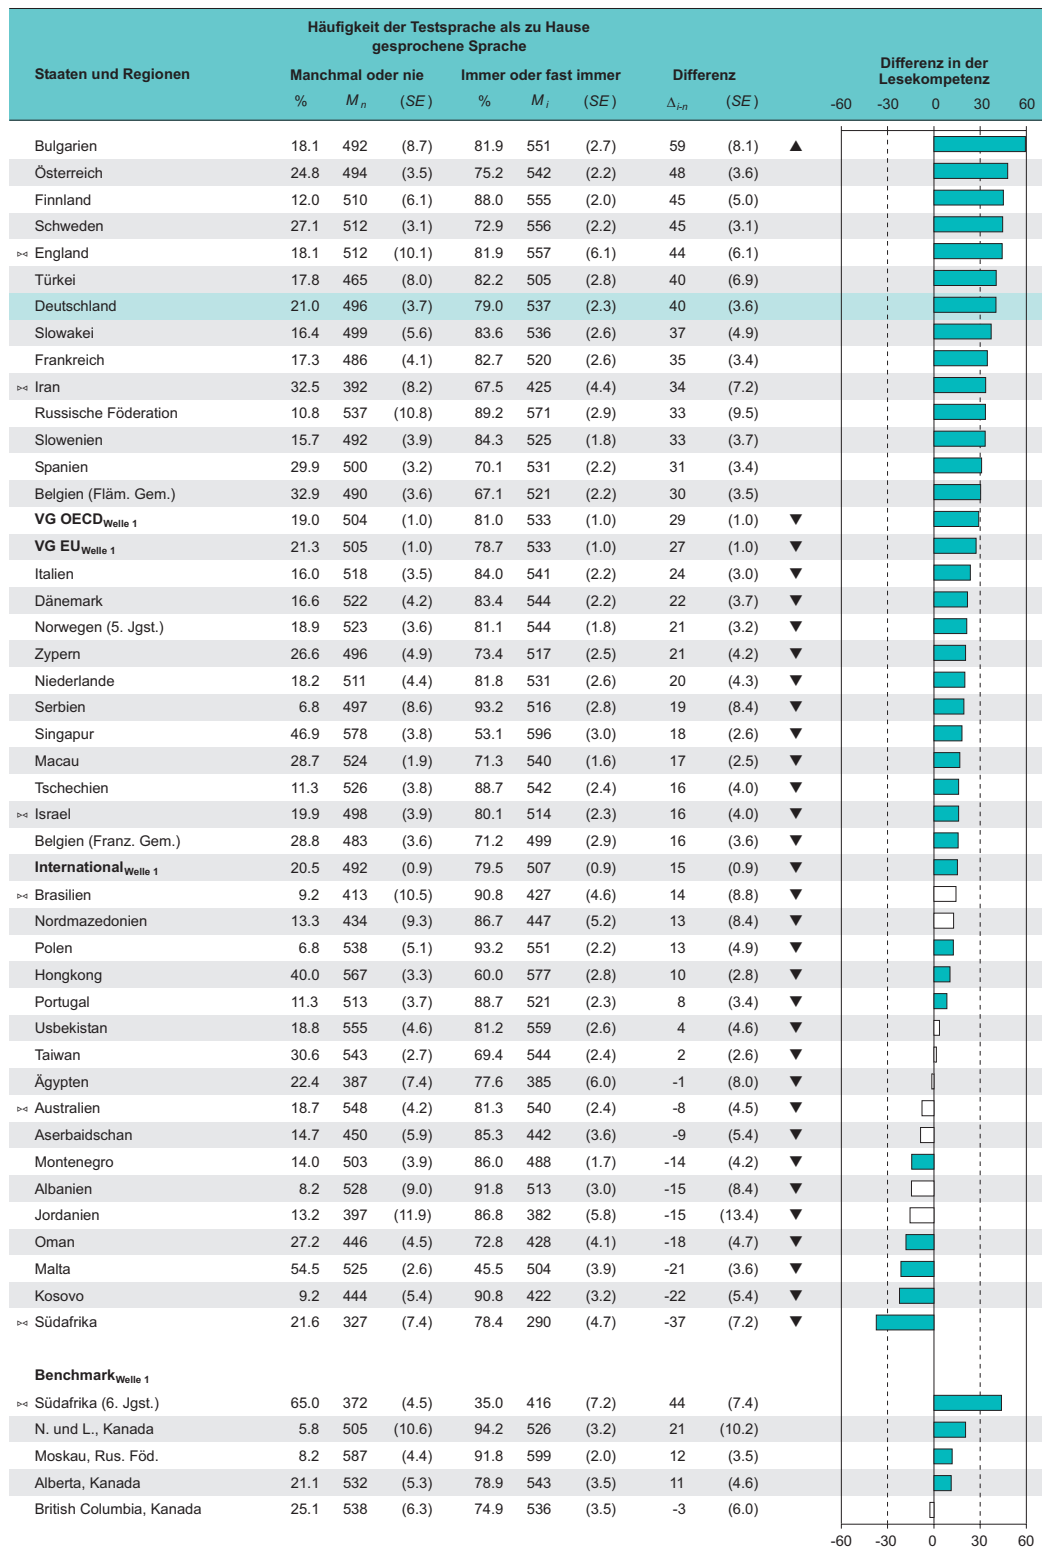 Häufigkeit der Testsprache als zu Hause
gesprochene Sprache
Staaten und Regionen Manchmal oder nie Immer oder fast immer Differenz Differenz in der
Lesekompetenz
% Mn (SE) % Mi (SE) Δi-n (SE) -60 -30 0 30 60
Bulgarien 18.1 492 (8.7) 81.9 551 (2.7) 59 (8.1) ▲
Österreich 24.8 494 (3.5) 75.2 542 (2.2) 48 (3.6)
Finnland 12.0 510 (6.1) 88.0 555 (2.0) 45 (5.0)
Schweden 27.1 512 (3.1) 72.9 556 (2.2) 45 (3.1)
⋈ England 18.1 512 (10.1) 81.9 557 (6.1) 44 (6.1)
Türkei 17.8 465 (8.0) 82.2 505 (2.8) 40 (6.9)
Deutschland 21.0 496 (3.7) 79.0 537 (2.3) 40 (3.6)
Slowakei 16.4 499 (5.6) 83.6 536 (2.6) 37 (4.9)
Frankreich 17.3 486 (4.1) 82.7 520 (2.6) 35 (3.4)
⋈ Iran 32.5 392 (8.2) 67.5 425 (4.4) 34 (7.2)
Russische Föderation 10.8 537 (10.8) 89.2 571 (2.9) 33 (9.5)
Slowenien 15.7 492 (3.9) 84.3 525 (1.8) 33 (3.7)
Spanien 29.9 500 (3.2) 70.1 531 (2.2) 31 (3.4)
Belgien (Fläm. Gem.) 32.9 490 (3.6) 67.1 521 (2.2) 30 (3.5)
VG OECD Welle 1 19.0 504 (1.0) 81.0 533 (1.0) 29 (1.0) ▼
VG EU Welle 1 21.3 505 (1.0) 78.7 533 (1.0) 27 (1.0) ▼
Italien 16.0 518 (3.5) 84.0 541 (2.2) 24 (3.0) ▼
Dänemark 16.6 522 (4.2) 83.4 544 (2.2) 22 (3.7) ▼
Norwegen (5. Jgst.) 18.9 523 (3.6) 81.1 544 (1.8) 21 (3.2) ▼
Zypern 26.6 496 (4.9) 73.4 517 (2.5) 21 (4.2) ▼
Niederlande 18.2 511 (4.4) 81.8 531 (2.6) 20 (4.3) ▼
Serbien 6.8 497 (8.6) 93.2 516 (2.8) 19 (8.4) ▼
Singapur 46.9 578 (3.8) 53.1 596 (3.0) 18 (2.6) ▼
Macau 28.7 524 (1.9) 71.3 540 (1.6) 17 (2.5) ▼
Tschechien 11.3 526 (3.8) 88.7 542 (2.4) 16 (4.0) ▼
⋈ Israel 19.9 498 (3.9) 80.1 514 (2.3) 16 (4.0) ▼
Belgien (Franz. Gem.) 28.8 483 (3.6) 71.2 499 (2.9) 16 (3.6) ▼
International Welle 1 20.5 492 (0.9) 79.5 507 (0.9) 15 (0.9) ▼
⋈ Brasilien 9.2 413 (10.5) 90.8 427 (4.6) 14 (8.8) ▼
Nordmazedonien 13.3 434 (9.3) 86.7 447 (5.2) 13 (8.4) ▼
Polen 6.8 538 (5.1) 93.2 551 (2.2) 13 (4.9) ▼
Hongkong 40.0 567 (3.3) 60.0 577 (2.8) 10 (2.8) ▼
Portugal 11.3 513 (3.7) 88.7 521 (2.3) 8 (3.4) ▼
Usbekistan 18.8 555 (4.6) 81.2 559 (2.6) 4 (4.6) ▼
Taiwan 30.6 543 (2.7) 69.4 544 (2.4) 2 (2.6) ▼
Ägypten 22.4 387 (7.4) 77.6 385 (6.0) -1 (8.0) ▼
⋈ Australien 18.7 548 (4.2) 81.3 540 (2.4) -8 (4.5) ▼
Aserbaidschan 14.7 450 (5.9) 85.3 442 (3.6) -9 (5.4) ▼
Montenegro 14.0 503 (3.9) 86.0 488 (1.7) -14 (4.2) ▼
Albanien 8.2 528 (9.0) 91.8 513 (3.0) -15 (8.4) ▼
Jordanien 13.2 397 (11.9) 86.8 382 (5.8) -15 (13.4) ▼
Oman 27.2 446 (4.5) 72.8 428 (4.1) -18 (4.7) ▼
Malta 54.5 525 (2.6) 45.5 504 (3.9) -21 (3.6) ▼
Kosovo 9.2 444 (5.4) 90.8 422 (3.2) -22 (5.4) ▼
⋈ Südafrika 21.6 327 (7.4) 78.4 290 (4.7) -37 (7.2) ▼
Benchmark Welle 1
⋈ Südafrika (6. Jgst.) 65.0 372 (4.5) 35.0 416 (7.2) 44 (7.4)
N. und L., Kanada 5.8 505 (10.6) 94.2 526 (3.2) 21 (10.2)
Moskau, Rus. Föd. 8.2 587 (4.4) 91.8 599 (2.0) 12 (3.5)
Alberta, Kanada 21.1 532 (5.3) 78.9 543 (3.5) 11 (4.6)
British Columbia, Kanada 25.1 538 (6.3) 74.9 536 (3.5) -3 (6.0)
-60 -30 0 30 60